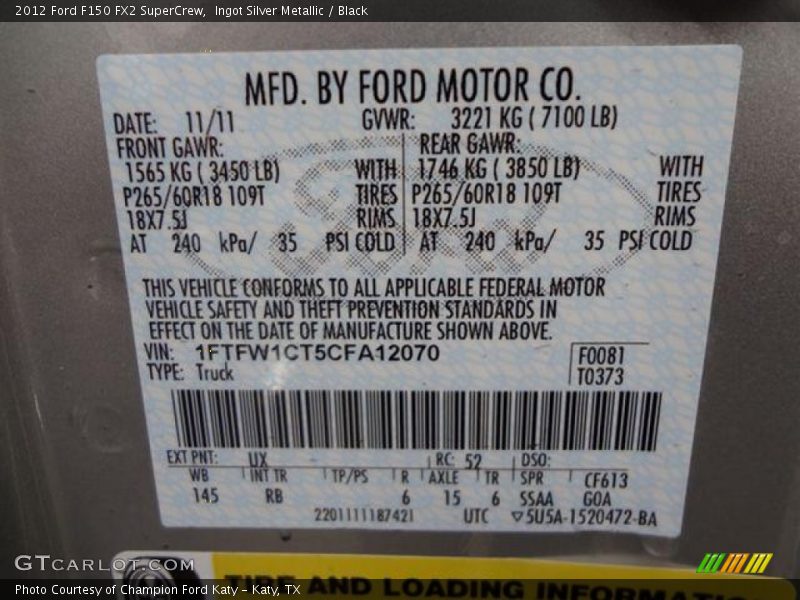 2012 Ford F150 FX2 SuperCrew,  Ingot Silver Metallic / Black
MFD. BY FORD MOTOR CO.
DATE: 11/11 GVWR: 3221 KG ( 7100 LB)
FRONT GAWR: REAR GAWR:
1565 KG ( 3450 LB) WITH 1746 KG ( 3850 LB) WITH
P265/60R18 109T TIRES P265/60R18 109T TIRES
18X7.5J RIMS 18X7.5J RIMS
AT 240 kPa/ 35 PSI COLD AT 240 kPa/ 35 PSI COLD
THIS VEHICLE CONFORMS TO ALL APPLICABLE FEDERAL MOTOR
VEHICLE SAFETY AND THEFT PREVENTION STANDARDS IN
EFFECT ON THE DATE OF MANUFACTURE SHOWN ABOVE.
VIN: 1FTFW1CT5CFA12070 F0081
TYPE: Truck T0373
EXT PNT: UX RC: 52 DSO:
WB INT TR TP/PS R AXLE TR SPR CF613
145 RB 6 15 6 SSAA GOA
2201111187421 UTC ▽5U5A-1520472-BA
TIRE AND LOADING INFORMATION
GTCARLOT.COM
Photo Courtesy of Champion Ford Katy - Katy, TX